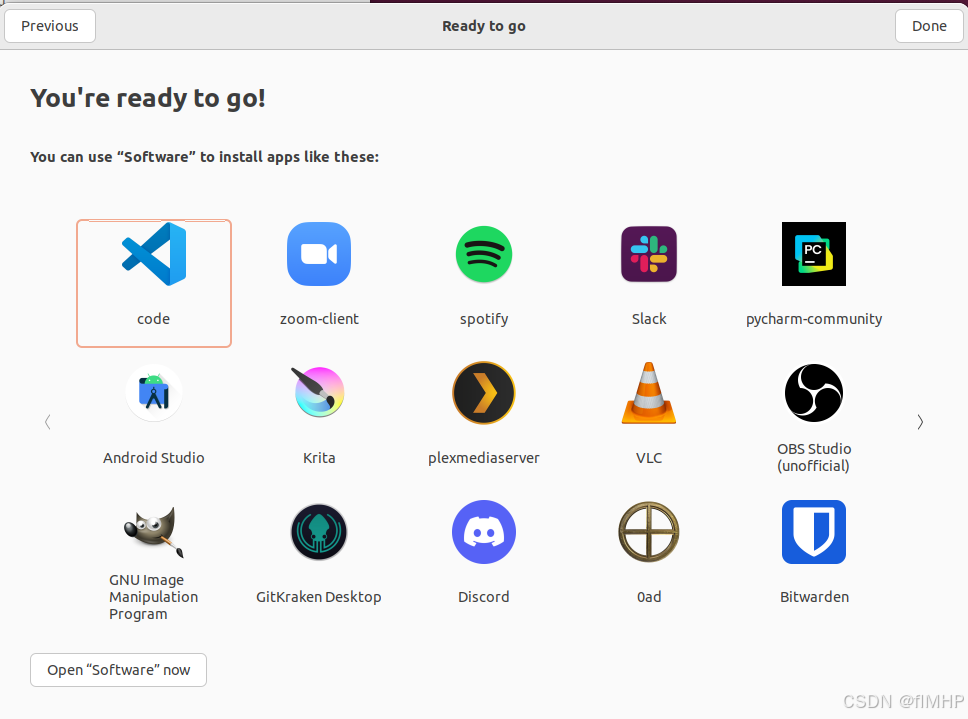 Previous
Ready to go
Done
You're ready to go!
You can use “Software” to install apps like these:
code
zoom-client
spotify
Slack
PC
pycharm-community
Android Studio
Krita
plexmediaserver
VLC
OBS Studio
(unofficial)
GNU Image
Manipulation
Program
GitKraken Desktop
Discord
0ad
Bitwarden
Open “Software” now
CSDN @flMHP